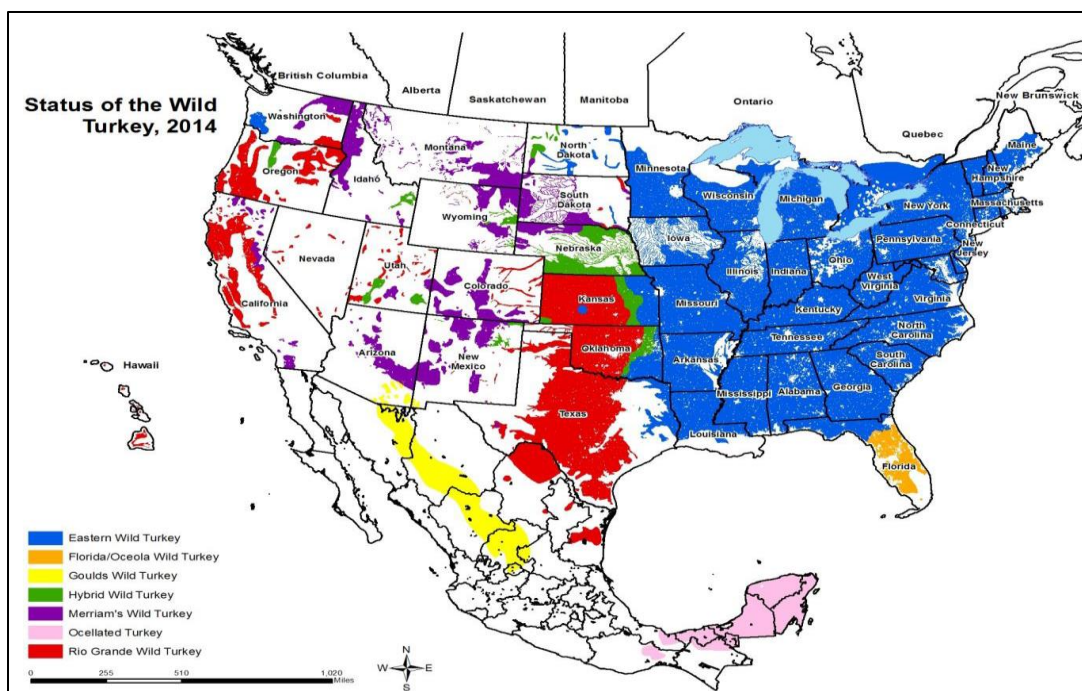 Status of the Wild
Turkey, 2014
British Columbia
Alberta
Saskatchewan
Manitoba
Ontario
Quebec
New Brunswick
Washington
Oregon
Idaho
Montana
North
Dakota
Minnesota
Wisconsin
Michigan
Maine
New
Hampshire
Massachusetts
New York
Connecticut
Wyoming
South
Dakota
Iowa
Nebraska
Illinois
Indiana
Ohio
Pennsylvania
New
Jersey
West
Virginia
Virginia
Nevada
Utah
Colorado
Kansas
Missouri
Kentucky
California
Arizona
New
Mexico
Oklahoma
Arkansas
Tennessee
North
Carolina
South
Carolina
Hawaii
Texas
Louisiana
Mississippi
Alabama
Georgia
Florida
Eastern Wild Turkey
Florida/Oceola Wild Turkey
Goulds Wild Turkey
Hybrid Wild Turkey
Merriam's Wild Turkey
Ocellated Turkey
Rio Grande Wild Turkey
0 255 510 1,020
Miles
N
W E
S